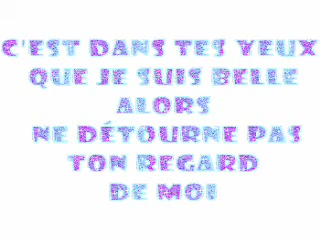 C'EST DANS TES YEUX
QUE JE SUIS BELLE
ALORS
NE DÉTOURNE PAS
TON REGARD
DE MOI